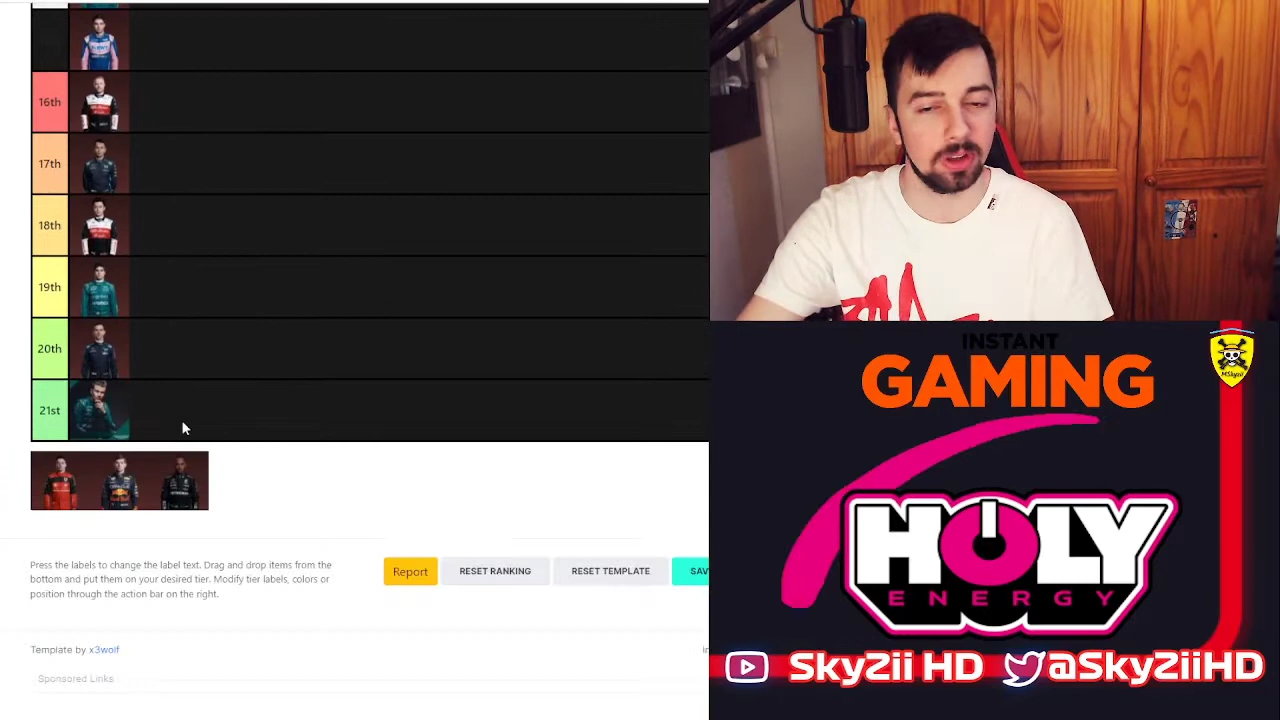 16th
17th
18th
19th
20th
21st
Press the labels to change the label text. Drag and drop items from the
bottom and put them on your desired tier. Modify tier labels, colors or
position through the action bar on the right.
Report
RESET RANKING
RESET TEMPLATE
SAV
Template by x3wolf
Sponsored Links
INSTANT
GAMING
HOLY
ENERGY
MSkyzii
Sky2ii HD
@Sky2iiHD